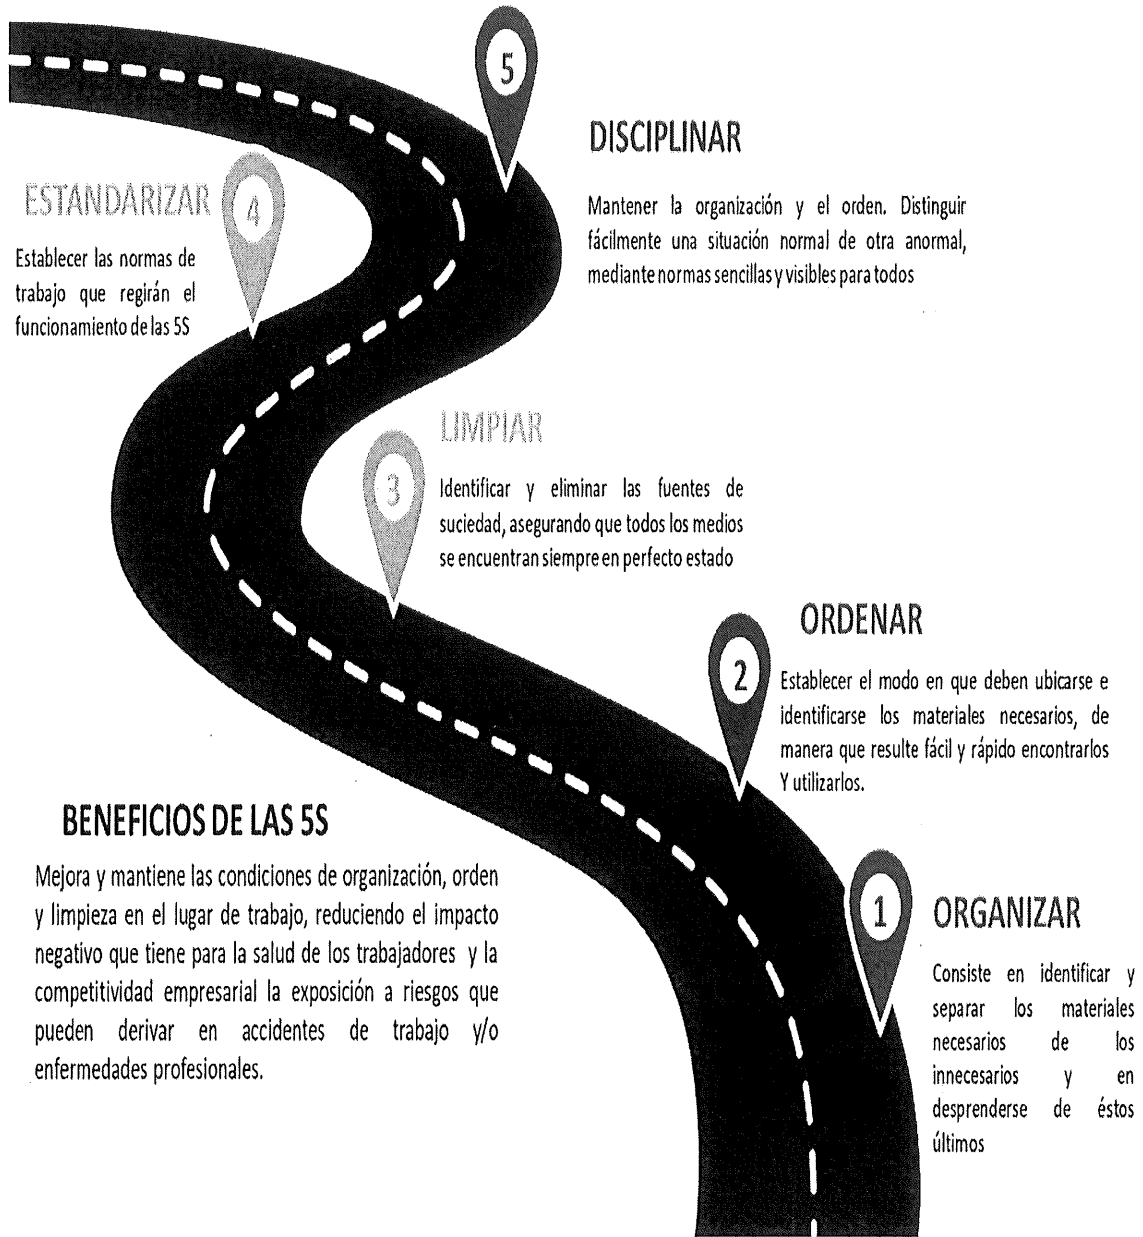 5
DISCIPLINAR
Mantener la organización y el orden. Distinguir
fácilmente una situación normal de otra anormal,
mediante normas sencillas y visibles para todos
ESTANDARIZAR
4
Establecer las normas de
trabajo que regirán el
funcionamiento de las 5S
LIMPIAR
3
Identificar y eliminar las fuentes de
suciedad, asegurando que todos los medios
se encuentran siempre en perfecto estado
ORDENAR
2
Establecer el modo en que deben ubicarse e
identificarse los materiales necesarios, de
manera que resulte fácil y rápido encontrarlos
Y utilizarlos.
BENEFICIOS DE LAS 5S
Mejora y mantiene las condiciones de organización, orden
y limpieza en el lugar de trabajo, reduciendo el impacto
negativo que tiene para la salud de los trabajadores y la
competitividad empresarial la exposición a riesgos que
pueden derivar en accidentes de trabajo y/o
enfermedades profesionales.
1
ORGANIZAR
Consiste en identificar y
separar los materiales
necesarios de los
innecesarios y en
desprenderse de éstos
últimos